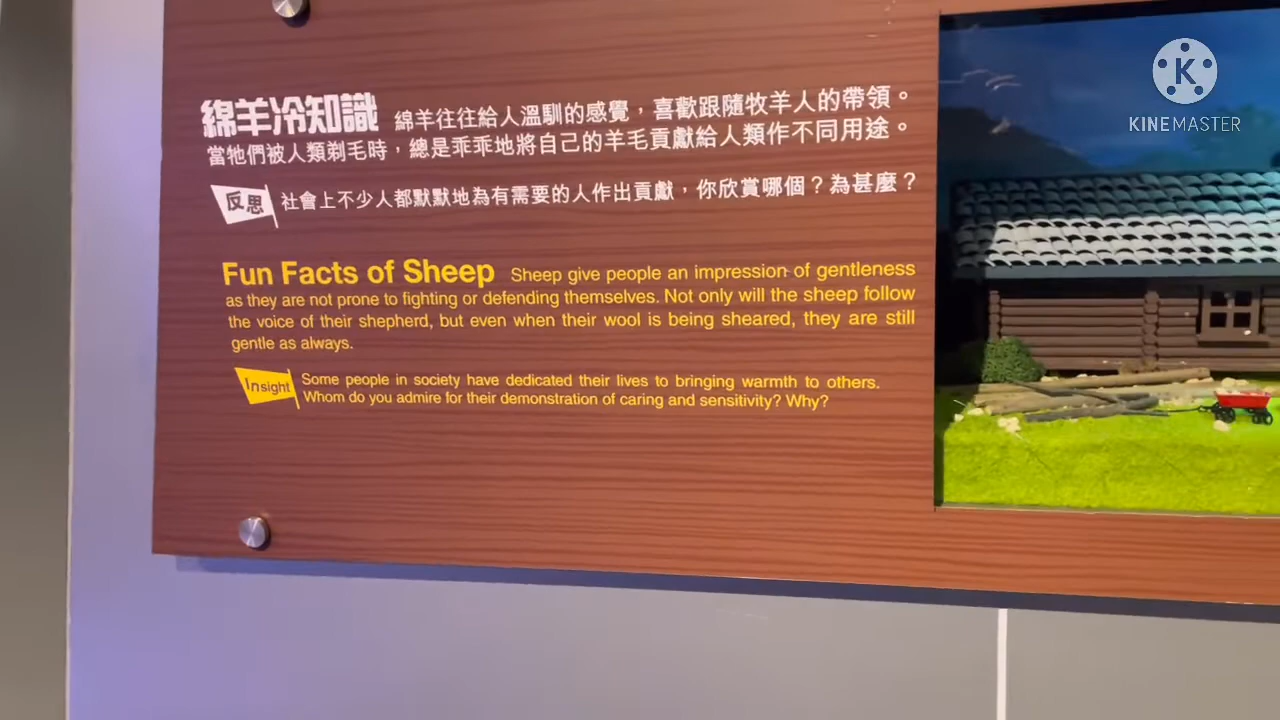 綿羊冷知識 綿羊往往給人溫馴的感覺，喜歡跟隨牧羊人的帶領。
當牠們被人類剃毛時，總是乖乖地將自己的羊毛貢獻給人類作不同用途。
反思 社會上不少人都默默地為有需要的人作出貢獻，你欣賞哪個？為甚麼？
Fun Facts of Sheep Sheep give people an impression of gentleness
as they are not prone to fighting or defending themselves. Not only will the sheep follow
the voice of their shepherd, but even when their wool is being sheared, they are still
gentle as always.
Insight Some people in society have dedicated their lives to bringing warmth to others.
Whom do you admire for their demonstration of caring and sensitivity? Why?
K
KINEMASTER